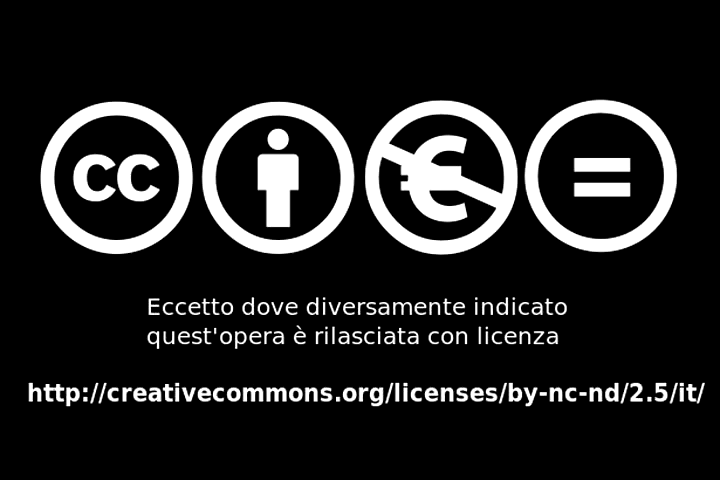 cc
Eccetto dove diversamente indicato
quest'opera è rilasciata con licenza
http://creativecommons.org/licenses/by-nc-nd/2.5/it/